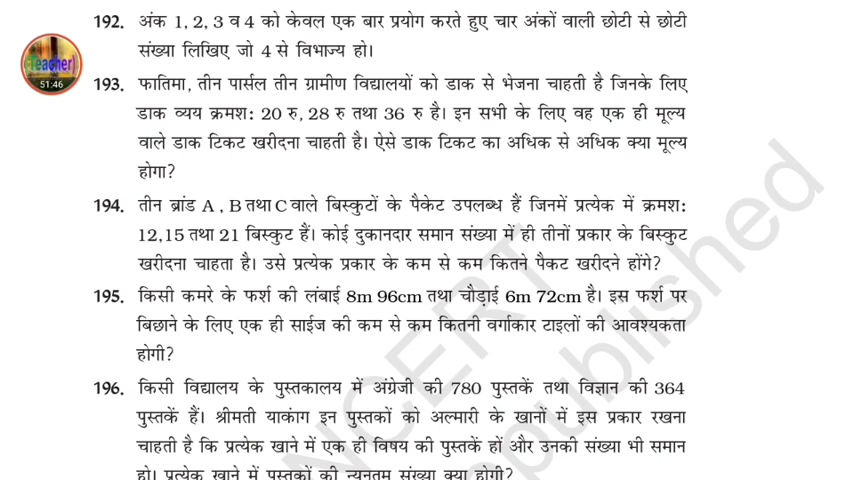 192. अंक 1, 2, 3 व 4 को केवल एक बार प्रयोग करते हुए चार अंकों वाली छोटी से छोटी
संख्या लिखिए जो 4 से विभाज्य हो।
Teacher)
51:46
193. फातिमा, तीन पार्सल तीन ग्रामीण विद्यालयों को डाक से भेजना चाहती है जिनके लिए
डाक व्यय क्रमश: 20 रु, 28 रु तथा 36 रु है। इन सभी के लिए वह एक ही मूल्य
वाले डाक टिकट खरीदना चाहती है। ऐसे डाक टिकट का अधिक से अधिक क्या मूल्य
होगा?
194. तीन ब्रांड A , B तथा C वाले बिस्कुटों के पैकेट उपलब्ध हैं जिनमें प्रत्येक में क्रमश:
12,15 तथा 21 बिस्कुट हैं। कोई दुकानदार समान संख्या में ही तीनों प्रकार के बिस्कुट
खरीदना चाहता है। उसे प्रत्येक प्रकार के कम से कम कितने पैकट खरीदने होंगे?
195. किसी कमरे के फर्श की लंबाई 8m 96cm तथा चौड़ाई 6m 72cm है। इस फर्श पर
बिछाने के लिए एक ही साईज की कम से कम कितनी वर्गाकार टाइलों की आवश्यकता
होगी?
196. किसी विद्यालय के पुस्तकालय में अंग्रेजी की 780 पुस्तकें तथा विज्ञान की 364
पुस्तकें हैं। श्रीमती याकांग इन पुस्तकों को अल्मारी के खानों में इस प्रकार रखना
चाहती है कि प्रत्येक खाने में एक ही विषय की पुस्तकें हों और उनकी संख्या भी समान
हो। प्रत्येक खाने में पुस्तकों की न्यूनतम संख्या क्या होगी?
NCERT
republished